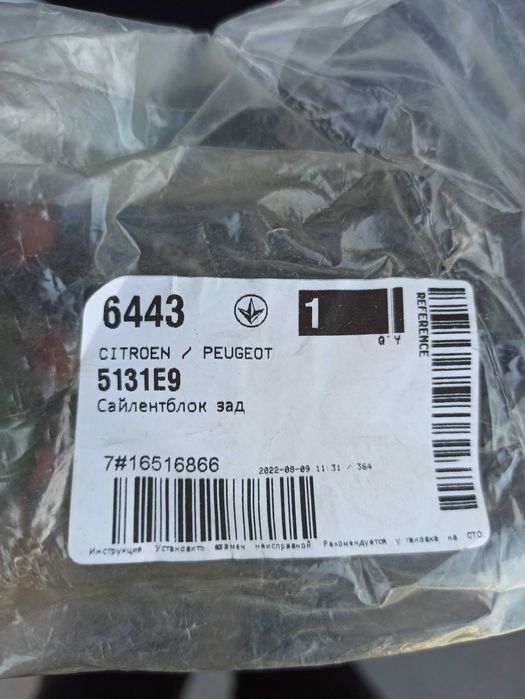 6443 1
Q'Y
REFERENCE
CITROEN / PEUGEOT
5131E9
Сайлентблок зад
7#16516866 2022-08-09 11 31 / 364
Инструкция. Установить взамен неисправной. Рекомендуется у тановка на СТО